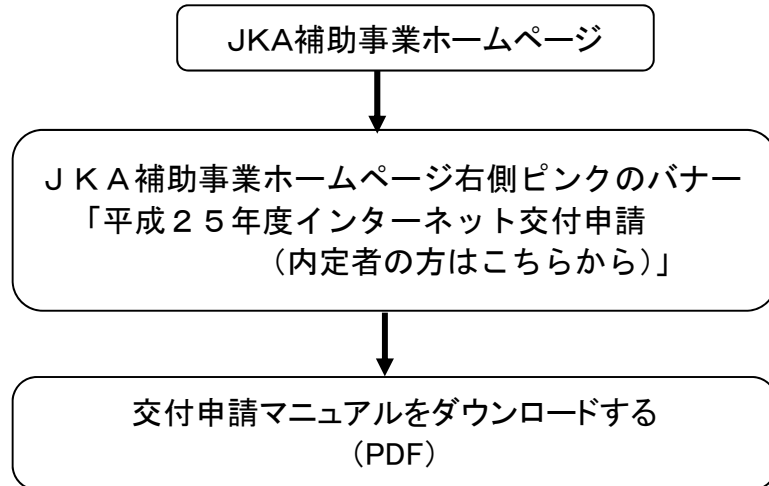 JKA補助事業ホームページ
ＪＫＡ補助事業ホームページ右側ピンクのバナー
「平成２５年度インターネット交付申請
（内定者の方はこちらから）」
交付申請マニュアルをダウンロードする
（PDF）